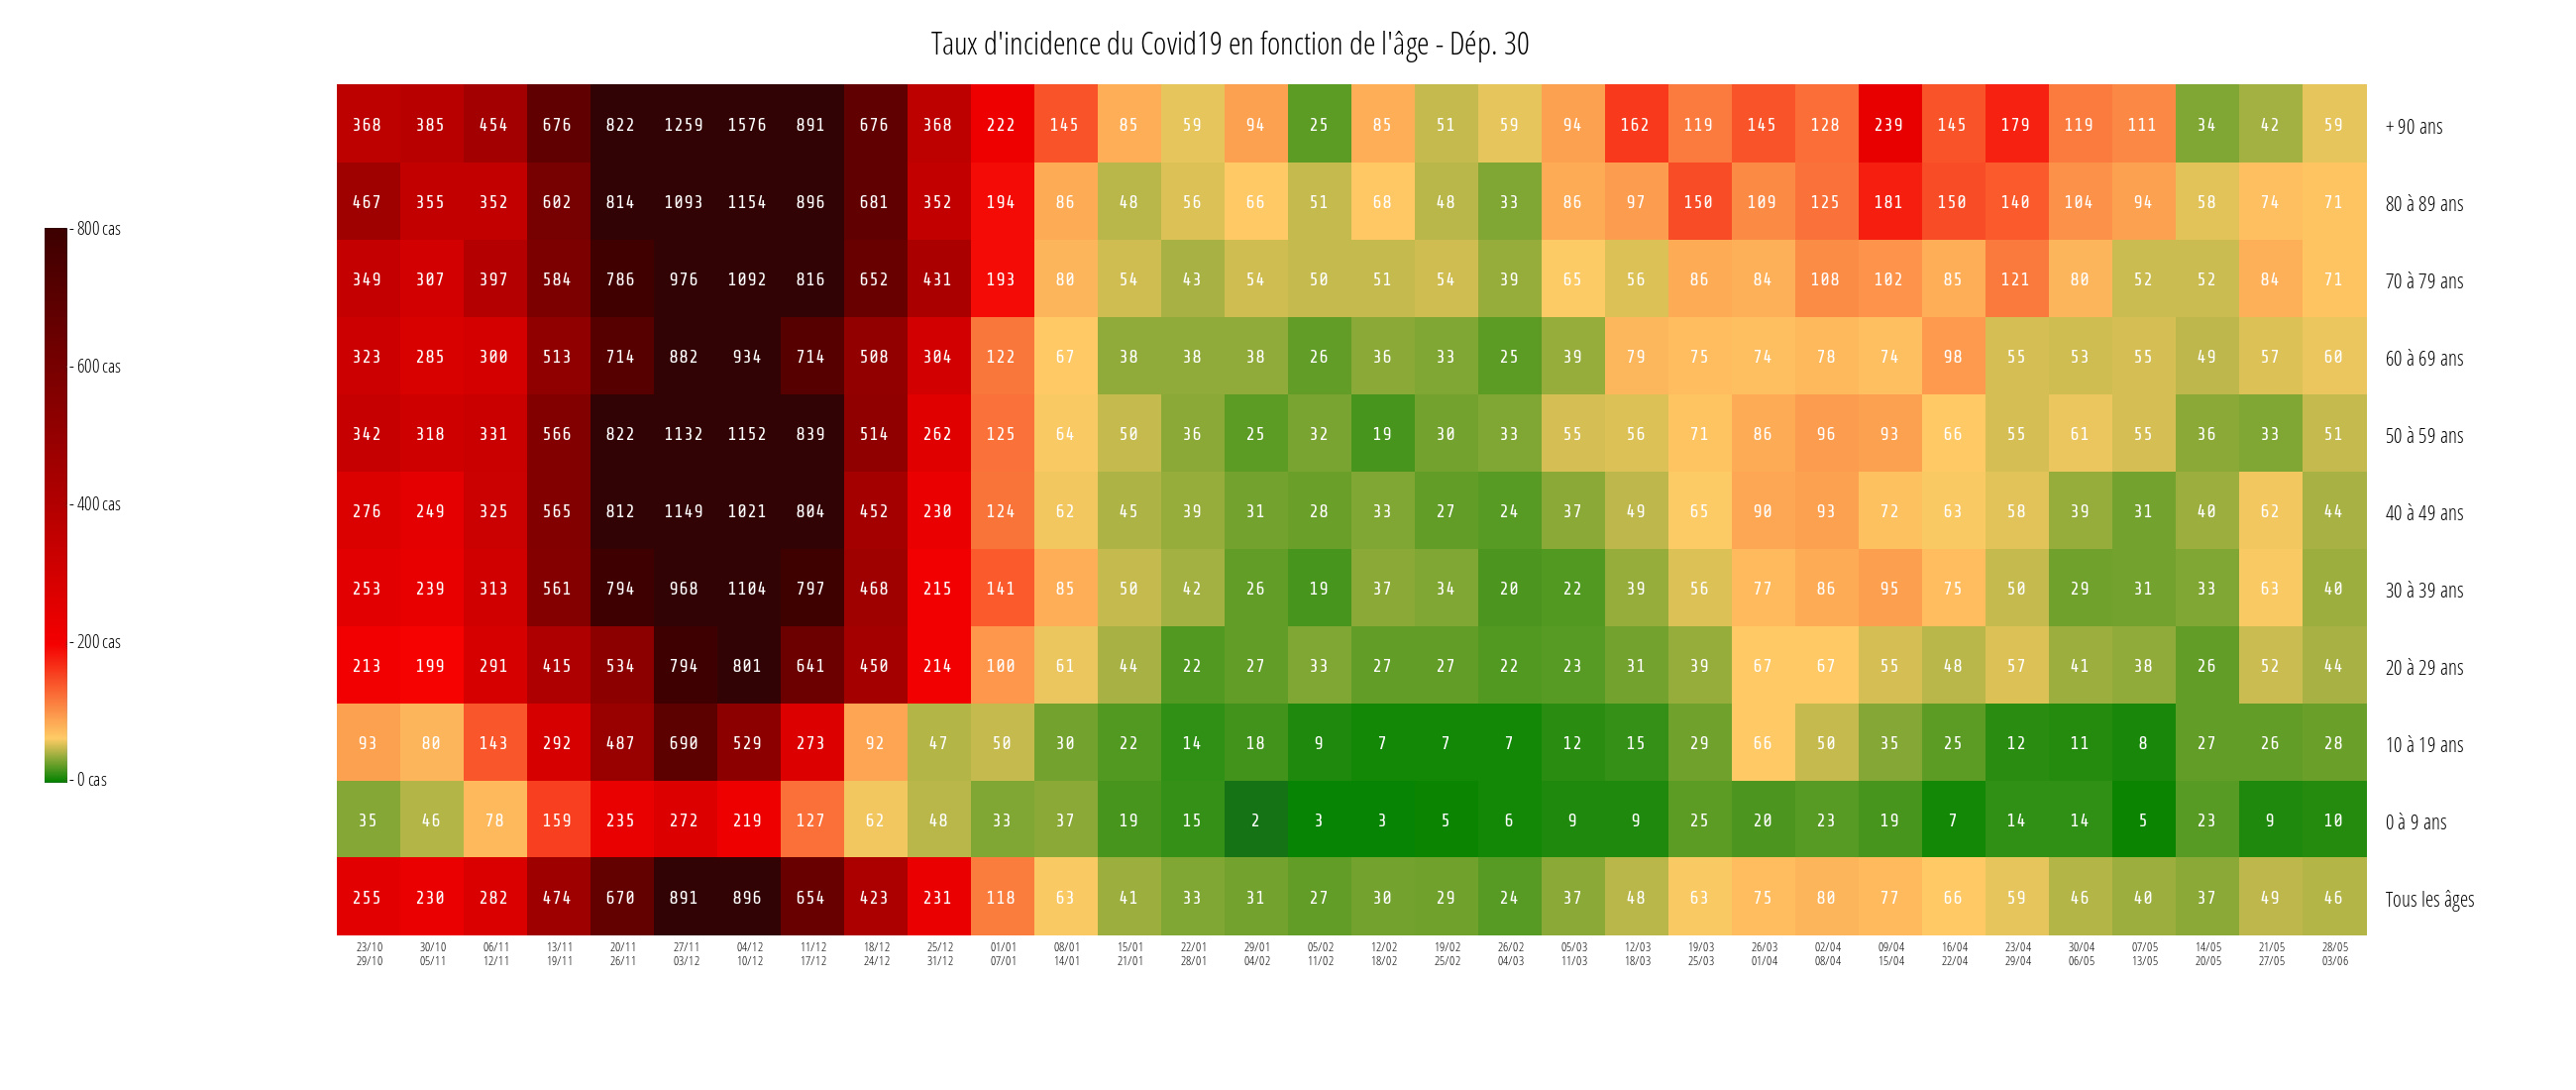 Taux d'incidence du Covid19 en fonction de l'âge - Dép. 30
368 385 454 676 822 1259 1576 891 676 368 222 145 85 59 94 25 85 51 59 94 162 119 145 128 239 145 179 119 111 34 42 59 + 90 ans
467 355 352 602 814 1093 1154 896 681 352 194 86 48 56 66 51 68 48 33 86 97 150 109 125 181 150 140 104 94 58 74 71 80 à 89 ans
- 800 cas
349 307 397 584 786 976 1092 816 652 431 193 80 54 43 54 50 51 54 39 65 56 86 84 108 102 85 121 80 52 52 84 71 70 à 79 ans
323 285 300 513 714 882 934 714 508 304 122 67 38 38 38 26 36 33 25 39 79 75 74 78 74 98 55 53 55 49 57 60 60 à 69 ans
- 600 cas
342 318 331 566 822 1132 1152 839 514 262 125 64 50 36 25 32 19 30 33 55 56 71 86 96 93 66 55 61 55 36 33 51 50 à 59 ans
- 400 cas
276 249 325 565 812 1149 1021 804 452 230 124 62 45 39 31 28 33 27 24 37 49 65 90 93 72 63 58 39 31 40 62 44 40 à 49 ans
253 239 313 561 794 968 1104 797 468 215 141 85 50 42 26 19 37 34 20 22 39 56 77 86 95 75 50 29 31 33 63 40 30 à 39 ans
- 200 cas
213 199 291 415 534 794 801 641 450 214 100 61 44 22 27 33 27 27 22 23 31 39 67 67 55 48 57 41 38 26 52 44 20 à 29 ans
93 80 143 292 487 690 529 273 92 47 50 30 22 14 18 9 7 7 7 12 15 29 66 50 35 25 12 11 8 27 26 28 10 à 19 ans
- 0 cas
35 46 78 159 235 272 219 127 62 48 33 37 19 15 2 3 3 5 6 9 9 25 20 23 19 7 14 14 5 23 9 10 0 à 9 ans
255 230 282 474 670 891 896 654 423 231 118 63 41 33 31 27 30 29 24 37 48 63 75 80 77 66 59 46 40 37 49 46 Tous les âges
23/10 30/10 06/11 13/11 20/11 27/11 04/12 11/12 18/12 25/12 01/01 08/01 15/01 22/01 29/01 05/02 12/02 19/02 26/02 05/03 12/03 19/03 26/03 02/04 09/04 16/04 23/04 30/04 07/05 14/05 21/05 28/05
29/10 05/11 12/11 19/11 26/11 03/12 10/12 17/12 24/12 31/12 07/01 14/01 21/01 28/01 04/02 11/02 18/02 25/02 04/03 11/03 18/03 25/03 01/04 08/04 15/04 22/04 29/04 06/05 13/05 20/05 27/05 03/06